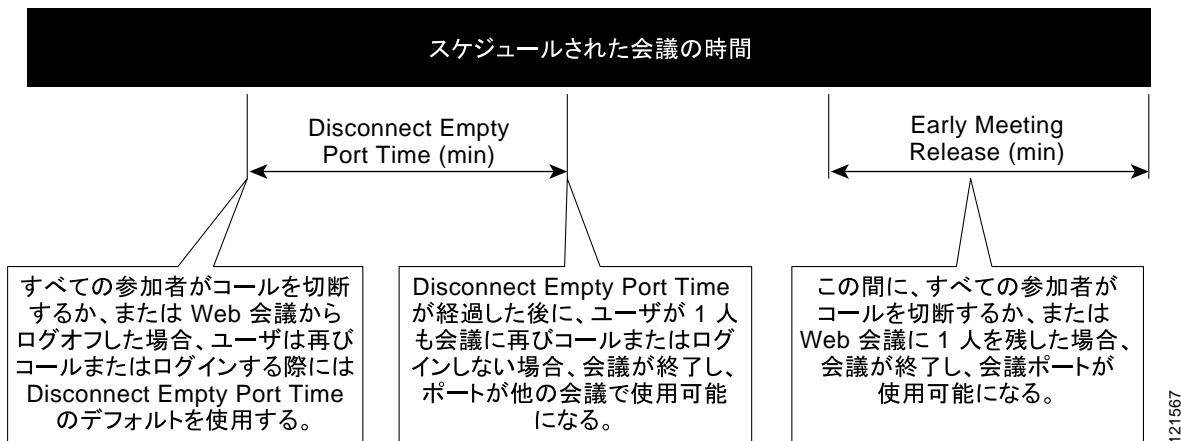 スケジュールされた会議の時間
Disconnect Empty
Port Time (min)
Early Meeting
Release (min)
すべての参加者がコールを切断
するか、または Web 会議から
ログオフした場合、ユーザは再び
コールまたはログインする際には
Disconnect Empty Port Time
のデフォルトを使用する。
Disconnect Empty Port Time
が経過した後に、ユーザが 1 人
も会議に再びコールまたはログ
インしない場合、会議が終了し、
ポートが他の会議で使用可能
になる。
この間に、すべての参加者が
コールを切断するか、または
Web 会議に 1 人を残した場合、
会議が終了し、会議ポートが
使用可能になる。
121567